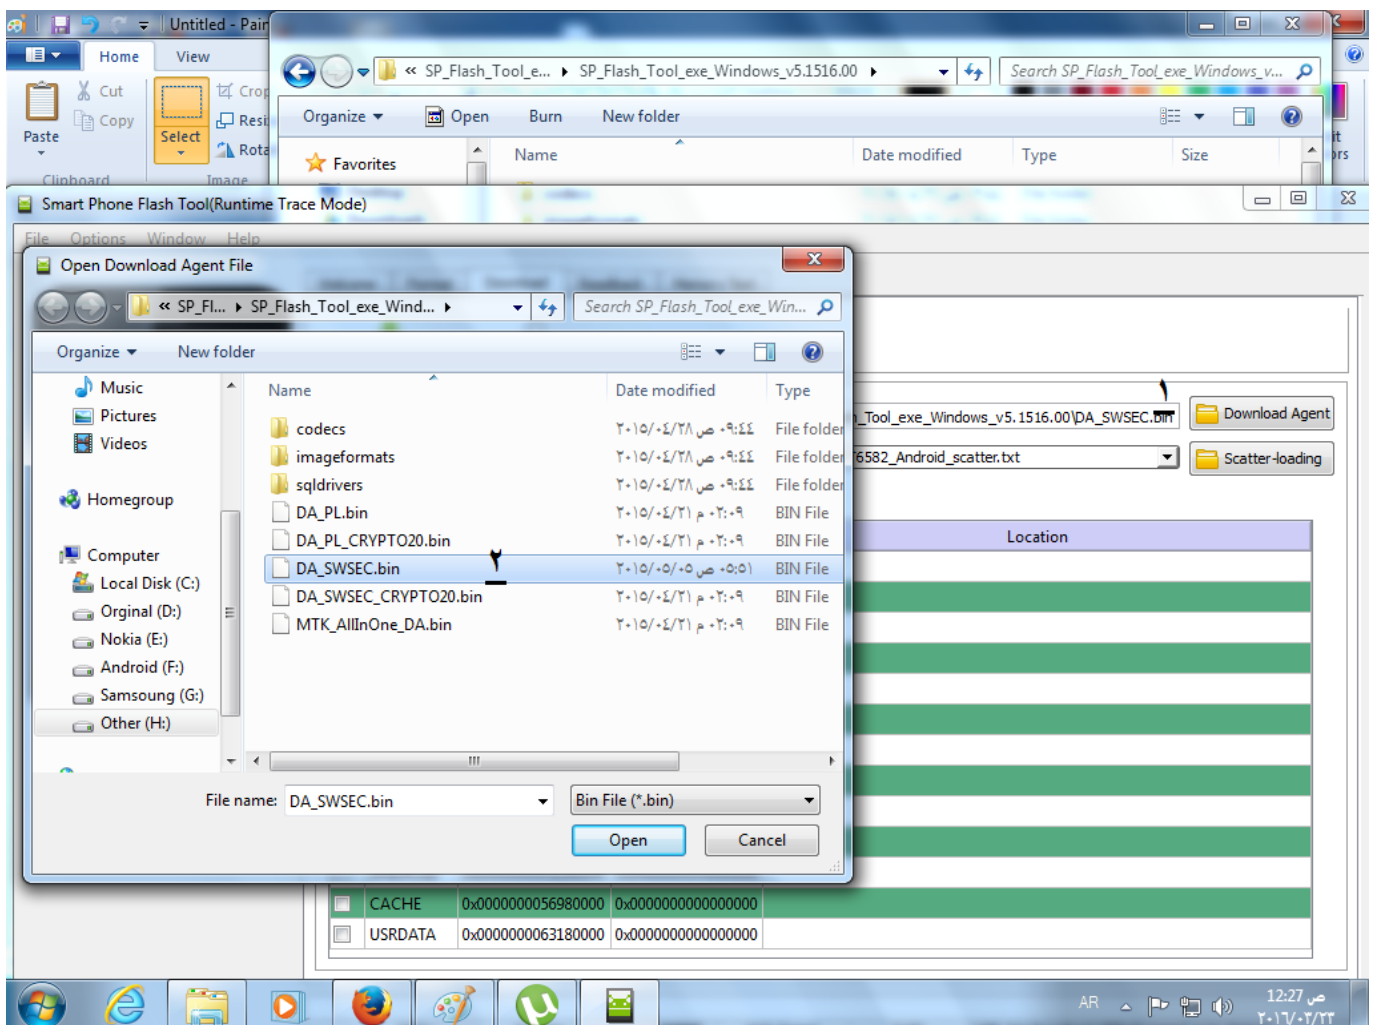 Untitled - Pain
Home View
Cut
Copy
Paste
Select
Crop
Resi
Rota
Clipboard
Image
« SP_Flash_Tool_e... ▸ SP_Flash_Tool_exe_Windows_v5.1516.00 ▸
Search SP_Flash_Tool_exe_Windows_v...
Organize Open Burn New folder
Favorites
Name Date modified Type Size
Smart Phone Flash Tool(Runtime Trace Mode)
File Options Window Help
Open Download Agent File
« SP_Fl... ▸ SP_Flash_Tool_exe_Wind... ▸
Search SP_Flash_Tool_exe_Win...
Organize New folder
Music
Pictures
Videos
Homegroup
Computer
Local Disk (C:)
Orginal (D:)
Nokia (E:)
Android (F:)
Samsoung (G:)
Other (H:)
Name Date modified Type
codecs ٢٠١٥/٠٤/٢٨ ص ٠٩:٤٤ File folder
imageformats ٢٠١٥/٠٤/٢٨ ص ٠٩:٤٤ File folder
sqldrivers ٢٠١٥/٠٤/٢٨ ص ٠٩:٤٤ File folder
DA_PL.bin ٢٠١٥/٠٤/٢١ م ٠٢:٠٩ BIN File
DA_PL_CRYPTO20.bin ٢٠١٥/٠٤/٢١ م ٠٢:٠٩ BIN File
DA_SWSEC.bin ٢ ٢٠١٥/٠٥/٠٥ ص ٠٥:٥١ BIN File
DA_SWSEC_CRYPTO20.bin ٢٠١٥/٠٤/٢١ م ٠٢:٠٩ BIN File
MTK_AllInOne_DA.bin ٢٠١٥/٠٤/٢١ م ٠٢:٠٩ BIN File
File name: DA_SWSEC.bin Bin File (*.bin)
Open Cancel
١
_Tool_exe_Windows_v5.1516.00\DA_SWSEC.bin Download Agent
6582_Android_scatter.txt Scatter-loading
Location
CACHE 0x0000000056980000 0x0000000000000000
USRDATA 0x0000000063180000 0x0000000000000000
AR
12:27 ص
٢٠١٦/٠٣/٢٣